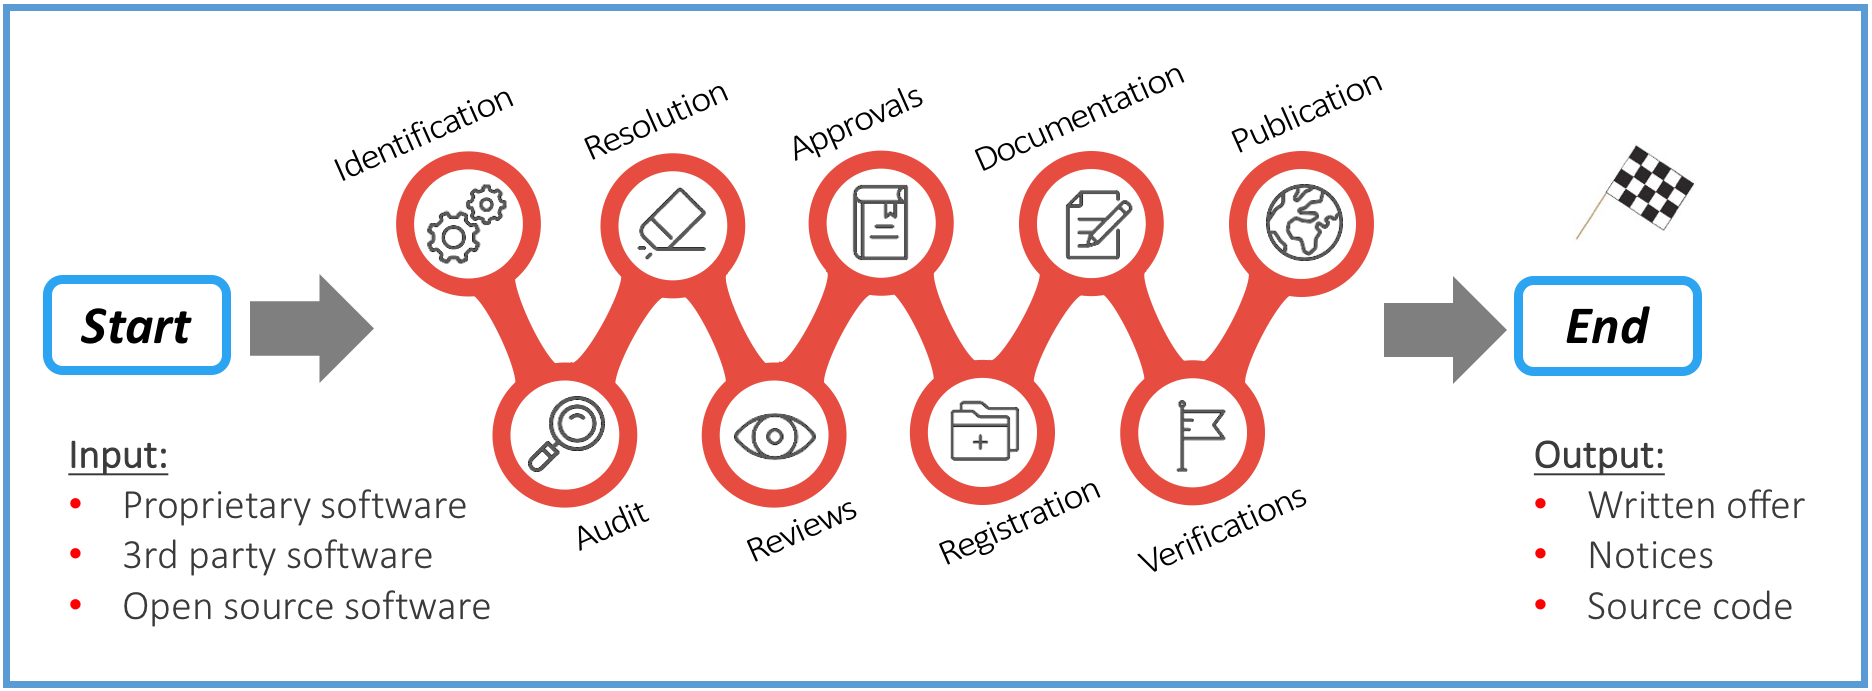 Start
Input:
• Proprietary software
• 3rd party software
• Open source software
Identification
Audit
Resolution
Reviews
Approvals
Registration
Documentation
Verifications
Publication
End
Output:
• Written offer
• Notices
• Source code